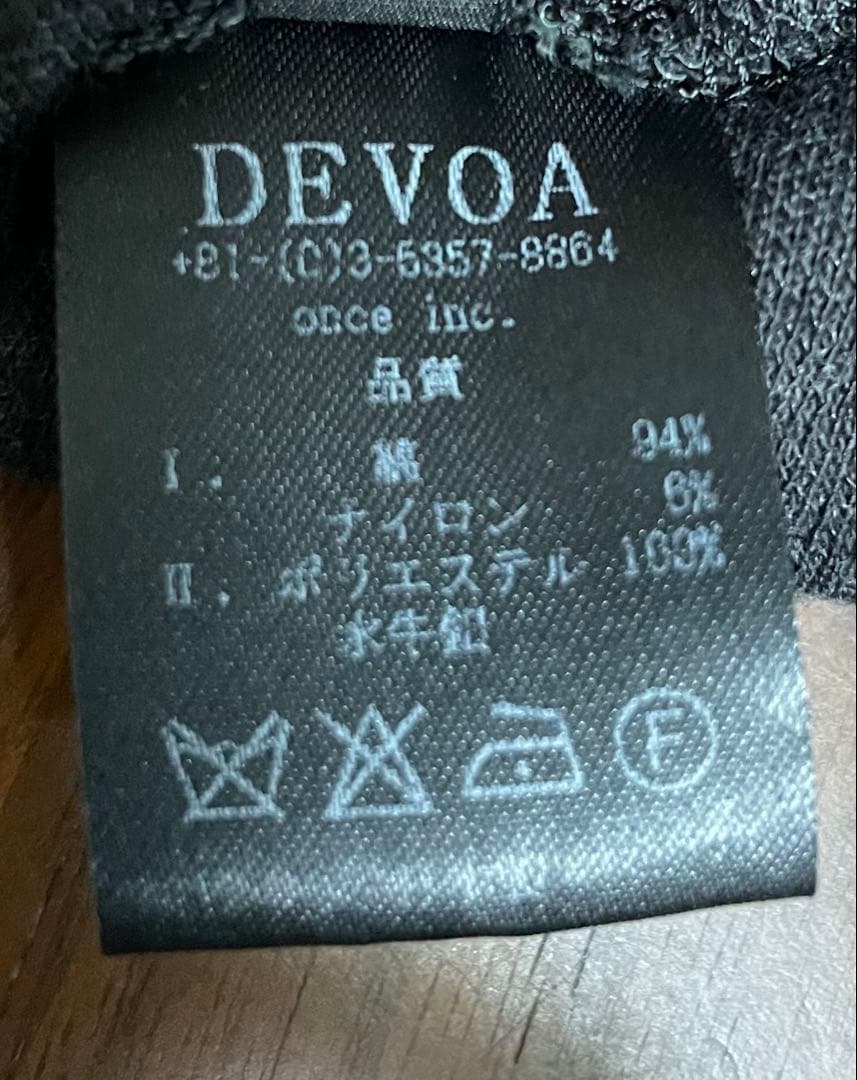 DEVOA
+81-(0)3-5357-8864
once inc.
品質
I. 綿 94%
ナイロン 6%
II. ポリエステル 100%
水牛釦
F